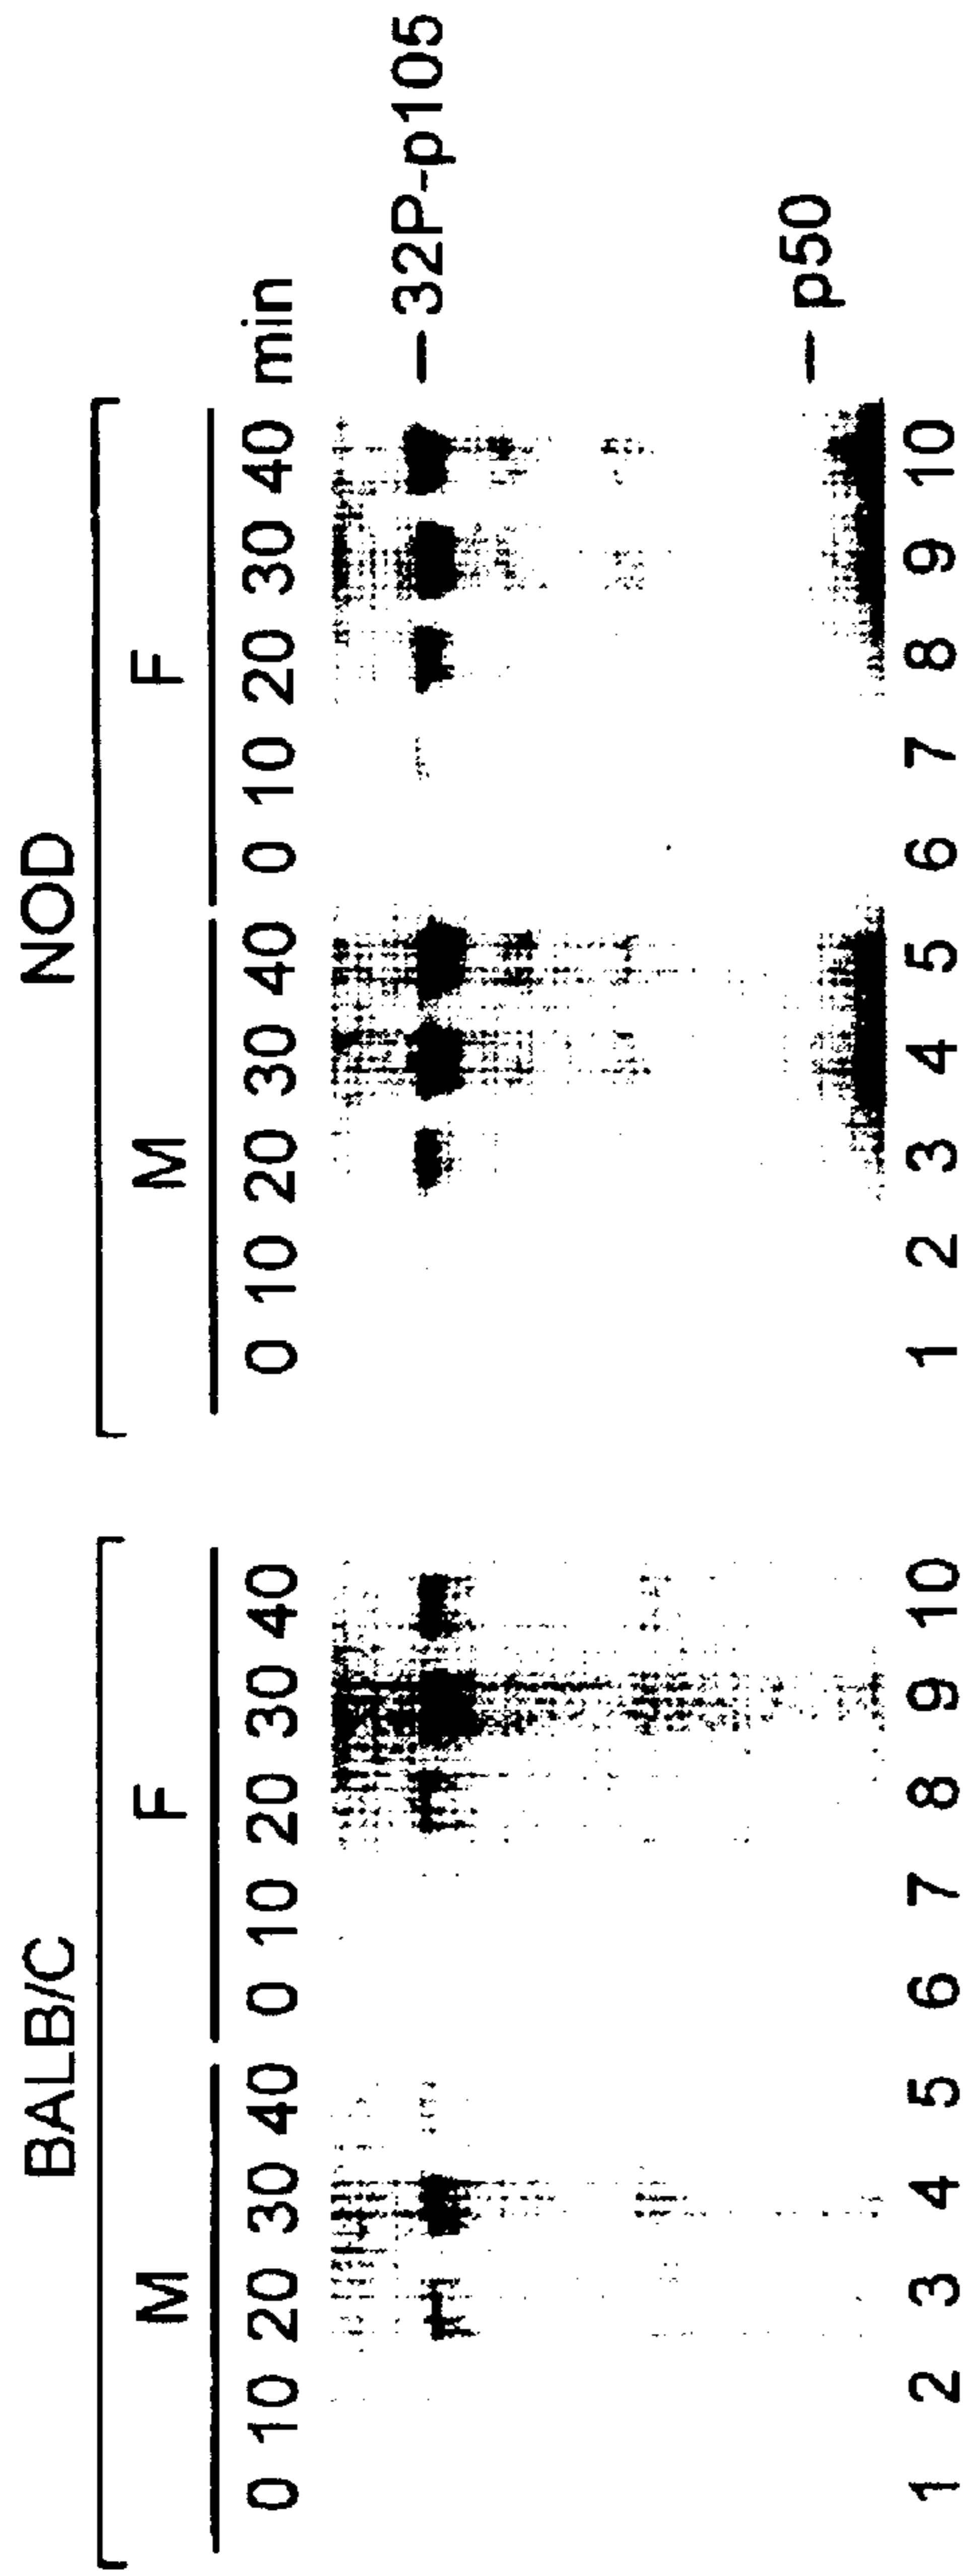 BALB/C NOD
M F M F
0 10 20 30 40 0 10 20 30 40 0 10 20 30 40 0 10 20 30 40 min
– 32P-p105
– p50
1 2 3 4 5 6 7 8 9 10 1 2 3 4 5 6 7 8 9 10